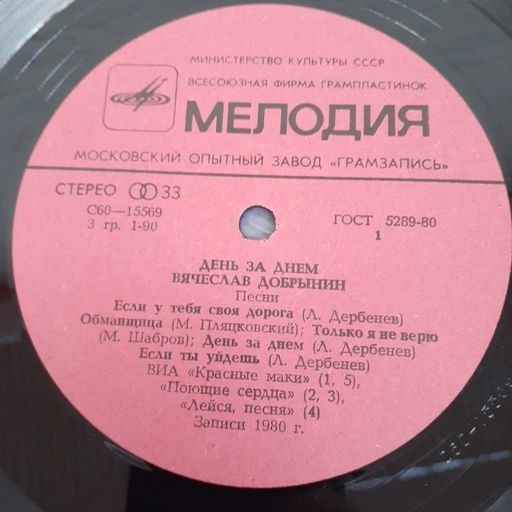 МИНИСТЕРСТВО КУЛЬТУРЫ СССР
ВСЕСОЮЗНАЯ ФИРМА ГРАМПЛАСТИНОК
МЕЛОДИЯ
МОСКОВСКИЙ ОПЫТНЫЙ ЗАВОД «ГРАМЗАПИСЬ»
СТЕРЕО 33
С60—15569
3 гр. 1-90
ГОСТ 5289-80
1
ДЕНЬ ЗА ДНЕМ
ВЯЧЕСЛАВ ДОБРЫНИН
Песни
Если у тебя своя дорога (Л. Дербенев)
Обманщица (М. Пляцковский); Только я не верю
(М. Шабров); День за днем (Л. Дербенев)
Если ты уйдешь (Л. Дербенев)
ВИА «Красные маки» (1, 5),
«Поющие сердца» (2, 3),
«Лейся, песня» (4)
Записи 1980 г.